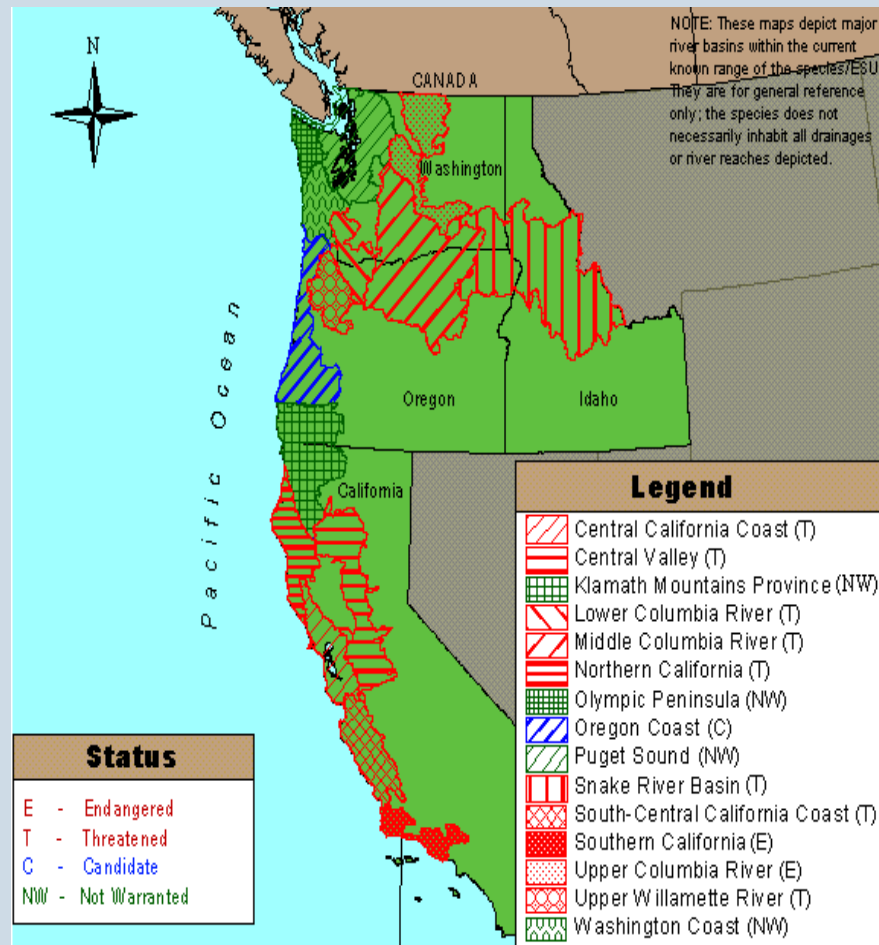 NOTE: These maps depict major
river basins within the current
known range of the species/ESU
They are for general reference
only; the species does not
necessarily inhabit all drainages
or river reaches depicted.
N
CANADA
Washington
Pacific Ocean
Oregon
Idaho
California
Legend
Central California Coast (T)
Central Valley (T)
Klamath Mountains Province (NW)
Lower Columbia River (T)
Middle Columbia River (T)
Northern California (T)
Olympic Peninsula (NW)
Oregon Coast (C)
Puget Sound (NW)
Snake River Basin (T)
South-Central California Coast (T)
Southern California (E)
Upper Columbia River (E)
Upper Willamette River (T)
Washington Coast (NW)
Status
E - Endangered
T - Threatened
C - Candidate
NW - Not Warranted